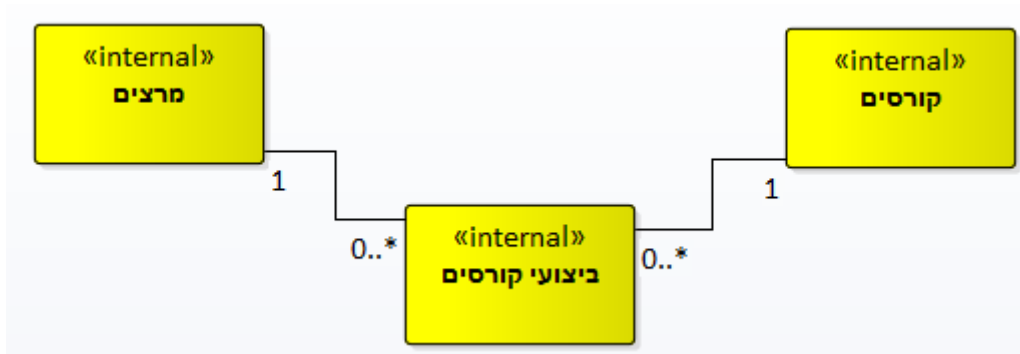 «internal»
מרצים
«internal»
קורסים
1
1
0..*
«internal»
ביצועי קורסים
0..*